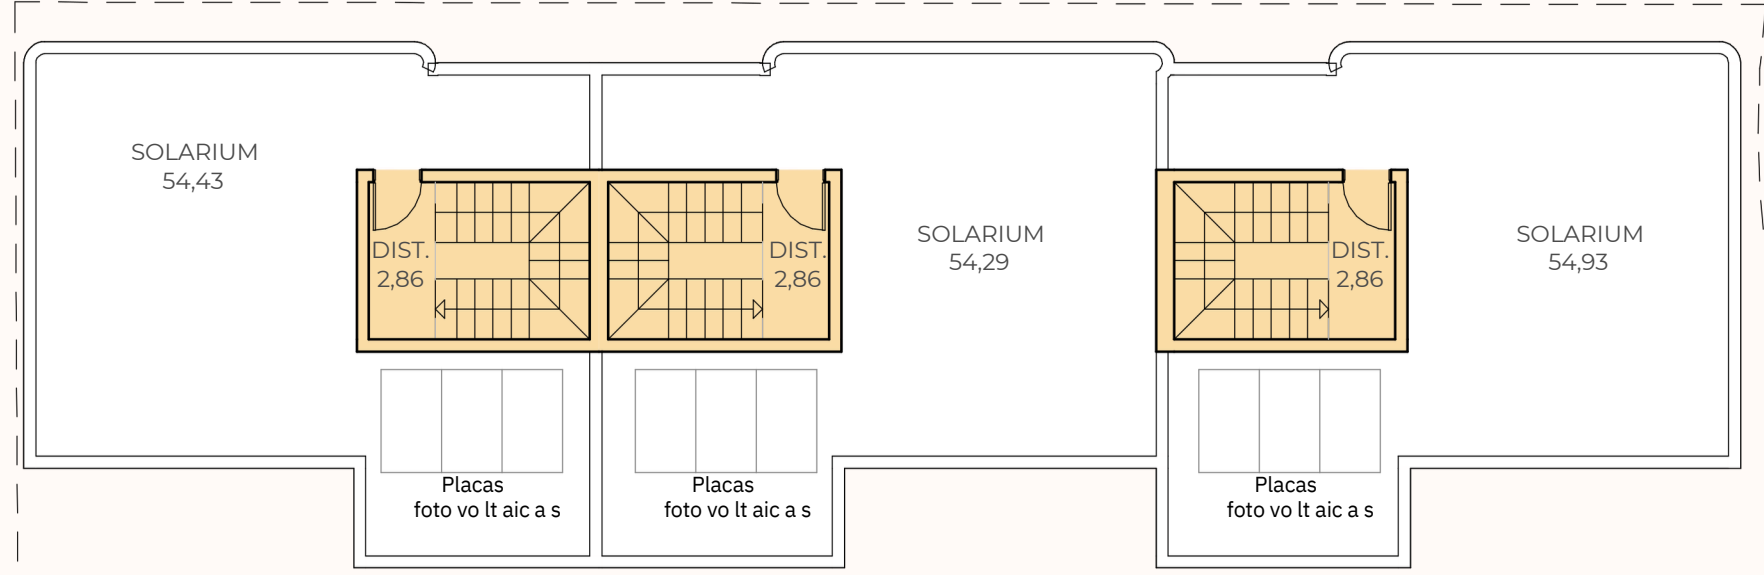 SOLARIUM
54,43
DIST.
2,86
DIST.
2,86
SOLARIUM
54,29
DIST.
2,86
SOLARIUM
54,93
Placas
foto vo lt aic a s
Placas
foto vo lt aic a s
Placas
foto vo lt aic a s